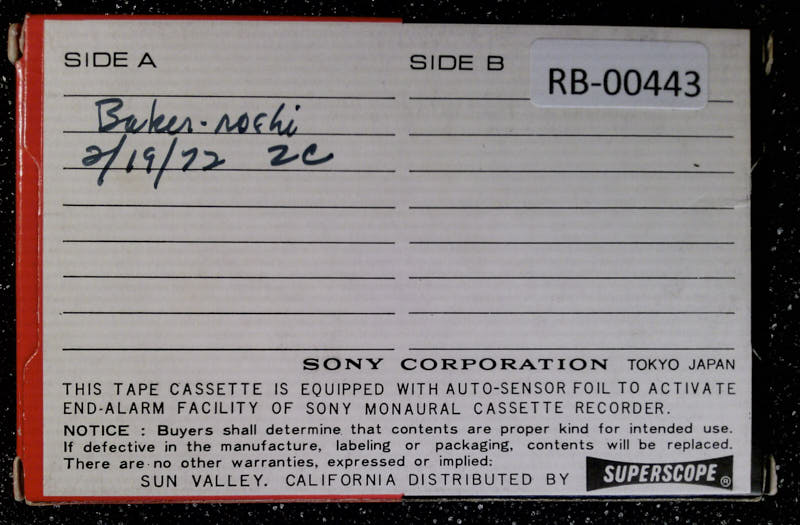 SIDE A
Baker-roshi
2/19/72 2C
SIDE B
RB-00443
SONY CORPORATION TOKYO JAPAN
THIS TAPE CASSETTE IS EQUIPPED WITH AUTO-SENSOR FOIL TO ACTIVATE
END-ALARM FACILITY OF SONY MONAURAL CASSETTE RECORDER.
NOTICE : Buyers shall determine that contents are proper kind for intended use.
If defective in the manufacture, labeling or packaging, contents will be replaced.
There are no other warranties, expressed or implied:
SUN VALLEY. CALIFORNIA DISTRIBUTED BY SUPERSCOPE®